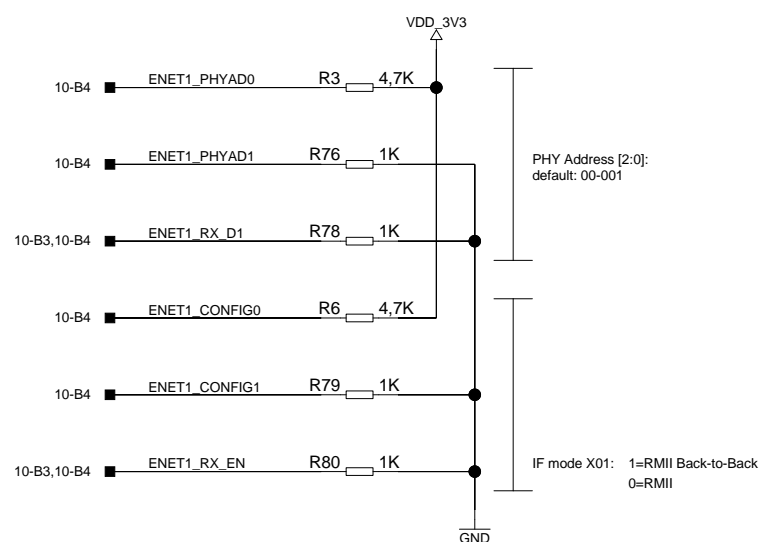 VDD_3V3
10-B4 ENET1_PHYAD0 R3 4,7K
10-B4 ENET1_PHYAD1 R76 1K
PHY Address [2:0]:
default: 00-001
10-B3,10-B4 ENET1_RX_D1 R78 1K
10-B4 ENET1_CONFIG0 R6 4,7K
10-B4 ENET1_CONFIG1 R79 1K
10-B3,10-B4 ENET1_RX_EN R80 1K
IF mode X01: 1=RMII Back-to-Back
0=RMII
GND